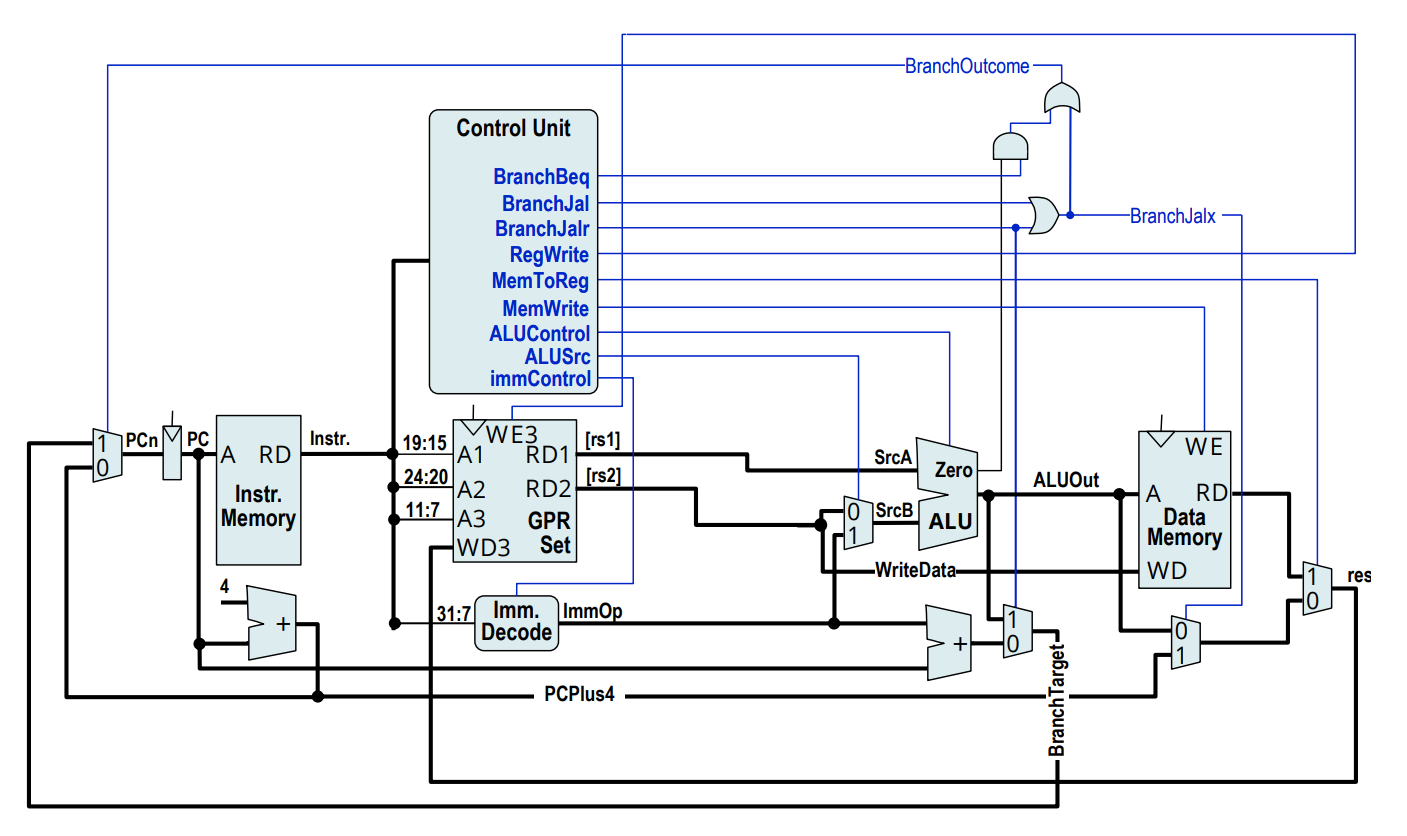 BranchOutcome
Control Unit
BranchBeq
BranchJal
BranchJalr
BranchJalx
RegWrite
MemToReg
MemWrite
ALUControl
ALUSrc
immControl
1
0
PCn
PC
A RD
Instr.
Memory
Instr.
19:15
24:20
11:7
WE3
A1 RD1
A2 RD2
A3 GPR
Set
WD3
[rs1]
[rs2]
SrcA
0
1
SrcB
Zero
ALU
ALUOut
WE
A RD
Data
Memory
WD
WriteData
1
0
res
4
+
31:7
Imm.
Decode
ImmOp
+
1
0
0
1
PCPlus4
BranchTarget